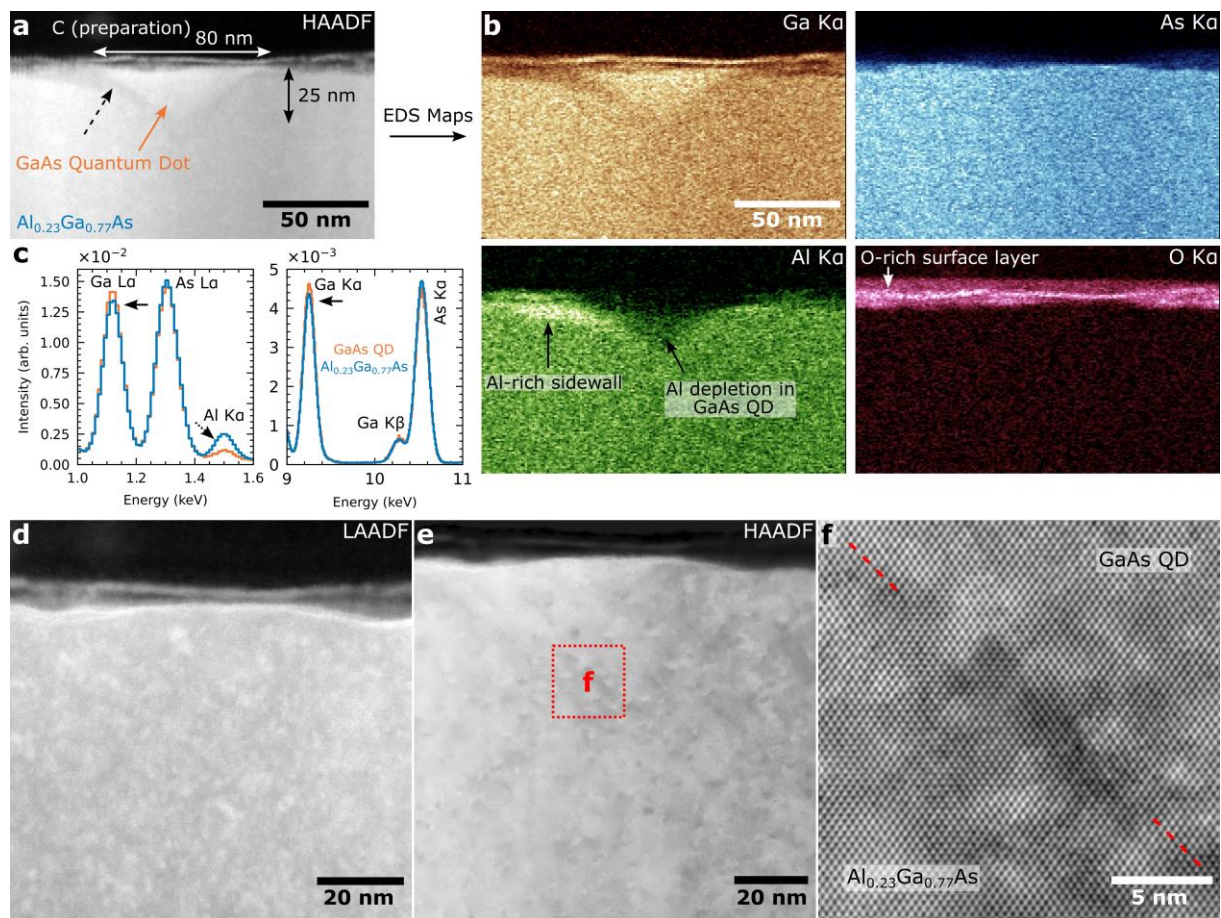 a
C (preparation)
HAADF
80 nm
25 nm
GaAs Quantum Dot
Al0.23Ga0.77As
50 nm
EDS Maps
b
Ga Kα
50 nm
As Kα
Al Kα
Al-rich sidewall
Al depletion in
GaAs QD
O Kα
O-rich surface layer
c
×10−2
Ga Lα
As Lα
Al Kα
1.50
1.25
1.00
0.75
0.50
0.25
0.00
Intensity (arb. units)
1.0 1.2 1.4 1.6
Energy (keV)
×10−3
Ga Kα
As Kα
GaAs QD
Al0.23Ga0.77As
Ga Kβ
5
4
3
2
1
0
9 10 11
Energy (keV)
d
LAADF
20 nm
e
HAADF
f
20 nm
f
GaAs QD
Al0.23Ga0.77As
5 nm